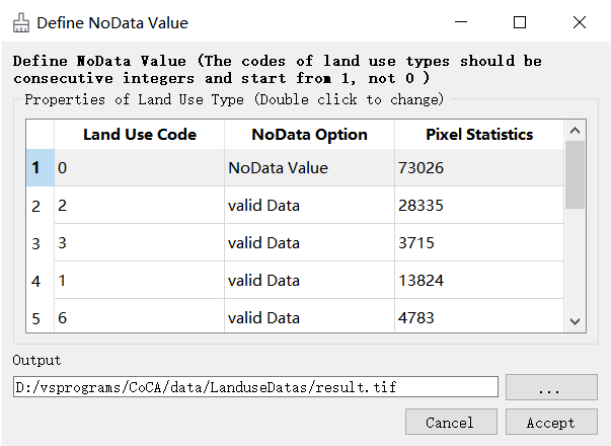 Define NoData Value
Define NoData Value (The codes of land use types should be
consecutive integers and start from 1, not 0 )
Properties of Land Use Type (Double click to change)
Land Use Code NoData Option Pixel Statistics
1 0 NoData Value 73026
2 2 valid Data 28335
3 3 valid Data 3715
4 1 valid Data 13824
5 6 valid Data 4783
Output
D:/vsprograms/CoCA/data/LanduseDatas/result.tif ...
Cancel Accept